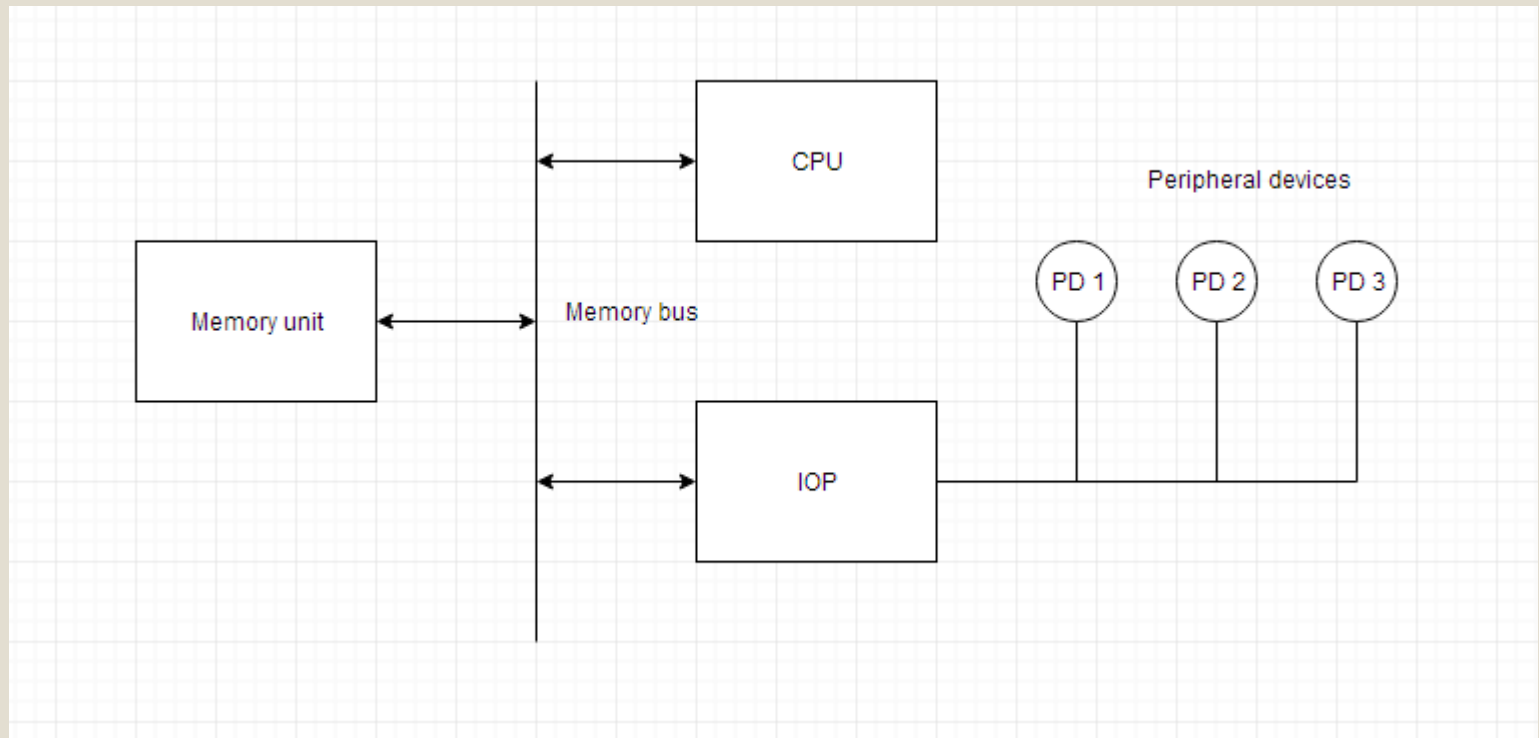 CPU
Peripheral devices
PD 1
PD 2
PD 3
Memory unit
Memory bus
IOP